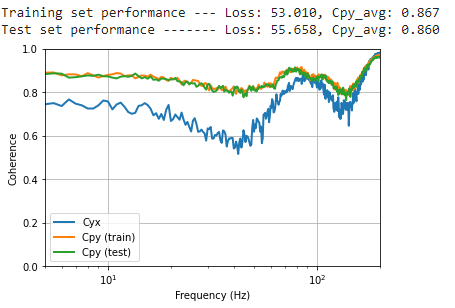 Training set performance --- Loss: 53.010, Cpy_avg: 0.867
Test set performance ------- Loss: 55.658, Cpy_avg: 0.860
1.0
0.8
0.6
0.4
0.2
0.0
Coherence
Cyx
Cpy (train)
Cpy (test)
10¹
10²
Frequency (Hz)